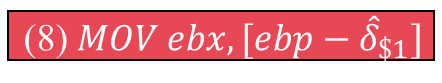 (8) MOV ebx, [ebp − δ̂$1]